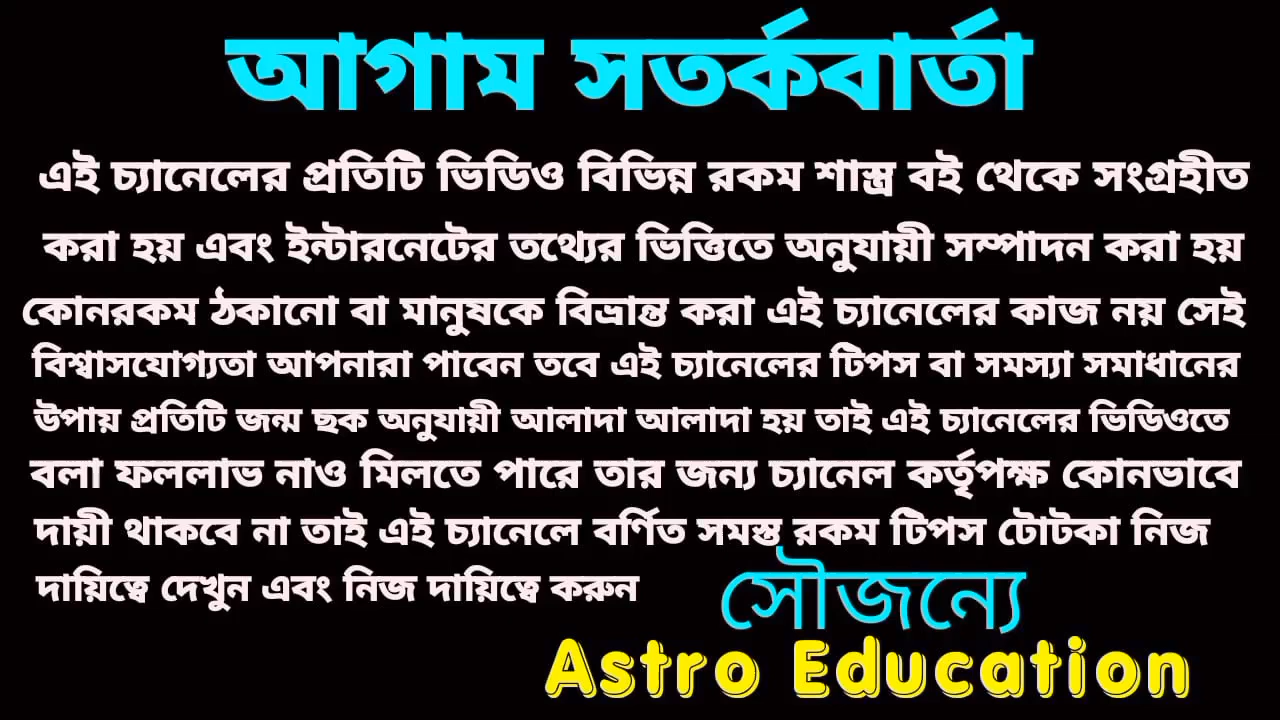 আগাম সতর্কবার্তা
এই চ্যানেলের প্রতিটি ভিডিও বিভিন্ন রকম শাস্ত্র বই থেকে সংগ্রহীত
করা হয় এবং ইন্টারনেটের তথ্যের ভিত্তিতে অনুযায়ী সম্পাদন করা হয়
কোনরকম ঠকানো বা মানুষকে বিভ্রান্ত করা এই চ্যানেলের কাজ নয় সেই
বিশ্বাসযোগ্যতা আপনারা পাবেন তবে এই চ্যানেলের টিপস বা সমস্যা সমাধানের
উপায় প্রতিটি জন্ম ছক অনুযায়ী আলাদা আলাদা হয় তাই এই চ্যানেলের ভিডিওতে
বলা ফললাভ নাও মিলতে পারে তার জন্য চ্যানেল কর্তৃপক্ষ কোনভাবে
দায়ী থাকবে না তাই এই চ্যানেলে বর্ণিত সমস্ত রকম টিপস টোটকা নিজ
দায়িত্বে দেখুন এবং নিজ দায়িত্বে করুন
সৌজন্যে
Astro Education